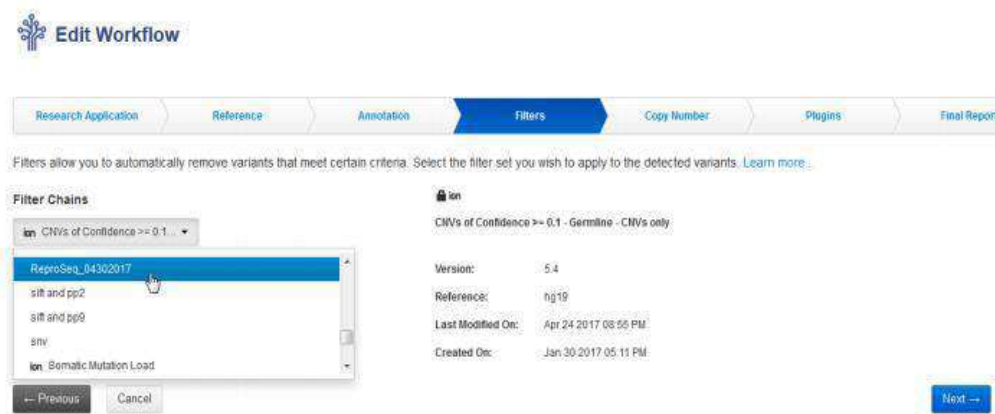 Edit Workflow
Research Application Reference Annotation Filters Copy Number Plugins Final Repor
Filters allow you to automatically remove variants that meet certain criteria. Select the filter set you wish to apply to the detected variants. Learn more...
Filter Chains
ion CNVs of Confidence >= 0.1...
ReproSeq_04302017
sift and pp2
sift and pp9
snv
ion Somatic Mutation Load
ion
CNVs of Confidence >= 0.1 - Germline - CNVs only
Version: 5.4
Reference: hg19
Last Modified On: Apr 24 2017 08:55 PM
Created On: Jan 30 2017 05:11 PM
← Previous Cancel Next →